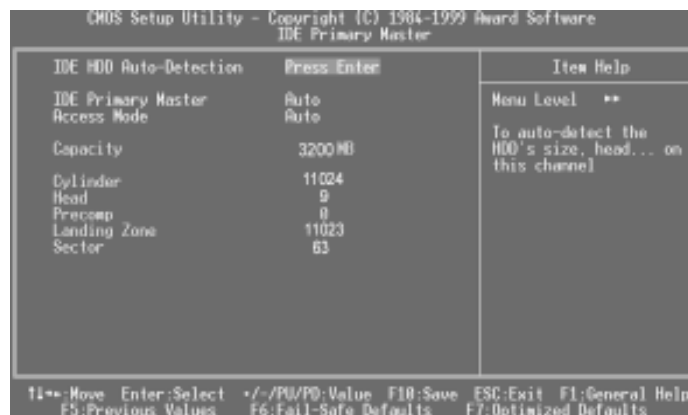 CMOS Setup Utility - Copyright (C) 1984-1999 Award Software
IDE Primary Master
IDE HDD Auto-Detection Press Enter
IDE Primary Master Auto
Access Mode Auto
Capacity 3200 MB
Cylinder 11024
Head 9
Precomp 0
Landing Zone 11023
Sector 63
Item Help
Menu Level ►►
To auto-detect the
HDD's size, head... on
this channel
↑↓→←:Move Enter:Select +/-/PU/PD:Value F10:Save ESC:Exit F1:General Help
F5:Previous Values F6:Fail-Safe Defaults F7:Optimized Defaults